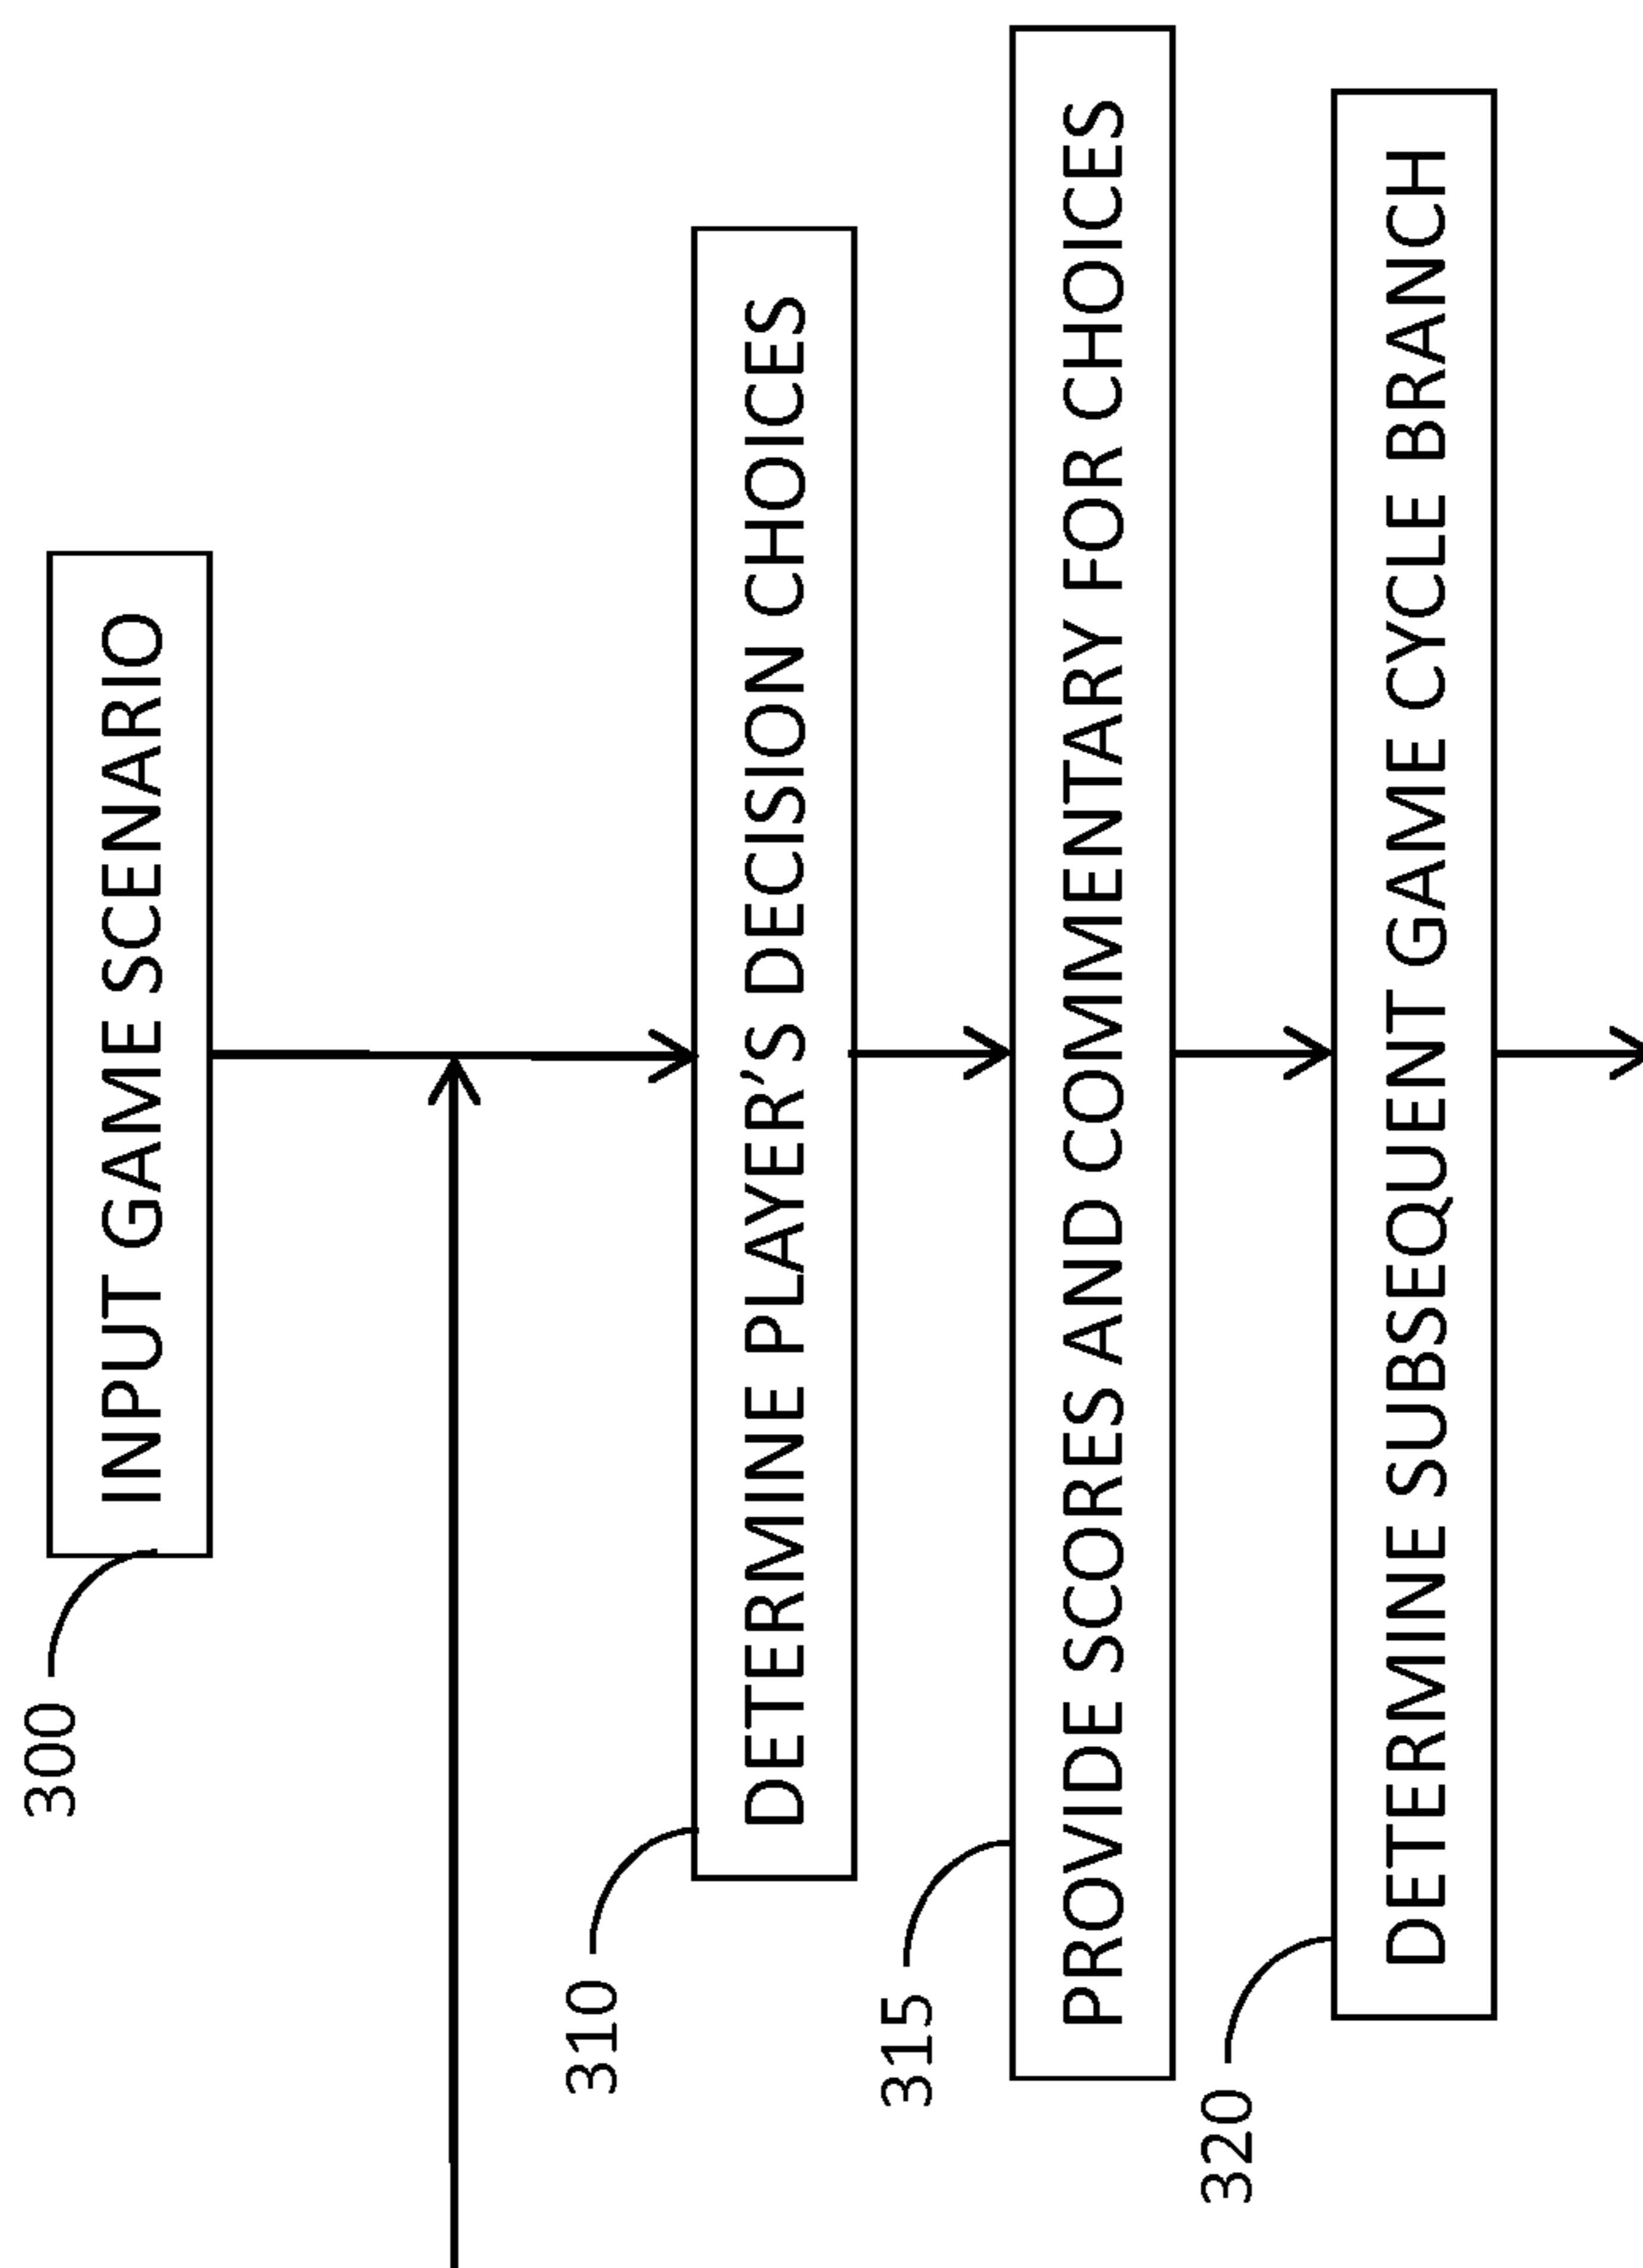 300
INPUT GAME SCENARIO
310
DETERMINE PLAYER’S DECISION CHOICES
315
PROVIDE SCORES AND COMMENTARY FOR CHOICES
320
DETERMINE SUBSEQUENT GAME CYCLE BRANCH